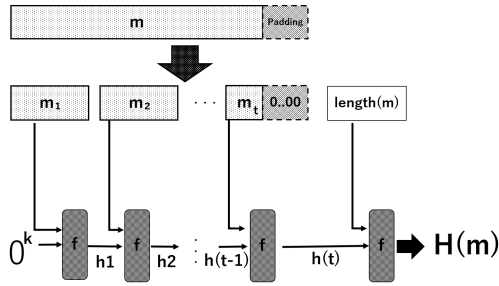 m Padding
m₁ m₂ . . . mₜ 0..00 length(m)
f f f f
0ᵏ h1 h2 h(t-1) h(t) H(m)